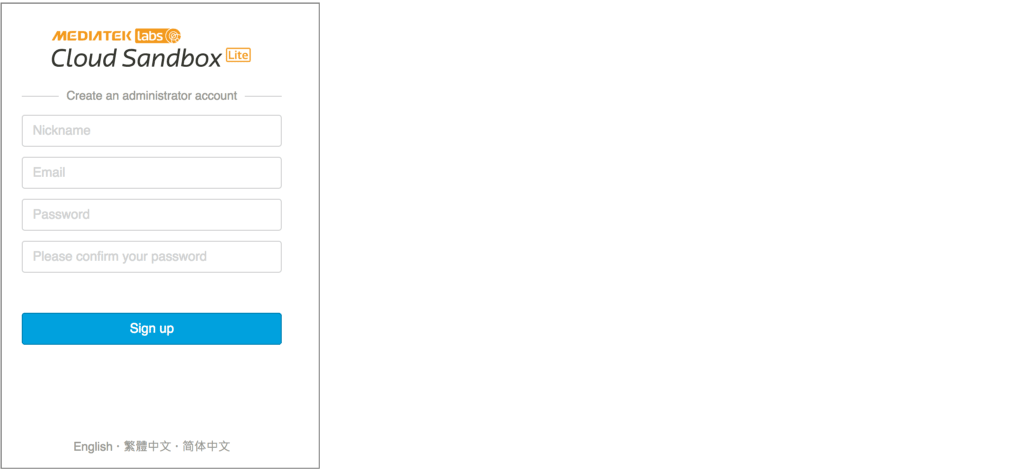 MEDIATEK labs
Cloud Sandbox Lite
Create an administrator account
Nickname
Email
Password
Please confirm your password
Sign up
English · 繁體中文 · 简体中文